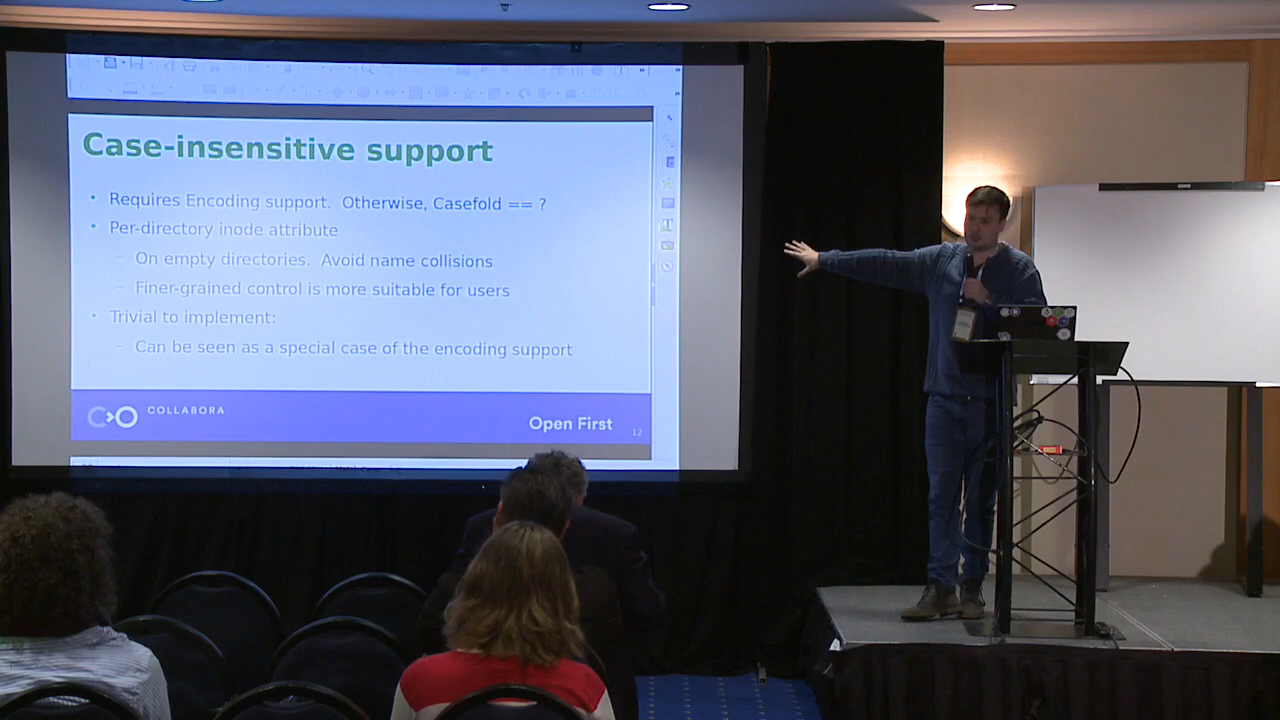 Case-insensitive support
• Requires Encoding support. Otherwise, Casefold == ?
• Per-directory inode attribute
– On empty directories. Avoid name collisions
– Finer-grained control is more suitable for users
• Trivial to implement:
– Can be seen as a special case of the encoding support
COLLABORA
Open First
12